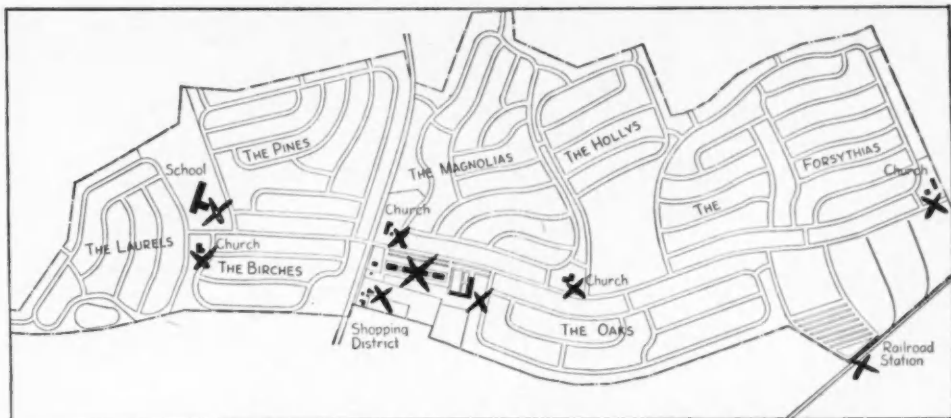 THE PINES
School
THE MAGNOLIAS
THE HOLLYS
FORSYTHIAS
Church
THE
Church
THE LAURELS
Church
THE BIRCHES
Church
THE OAKS
Shopping
District
Railroad
Station